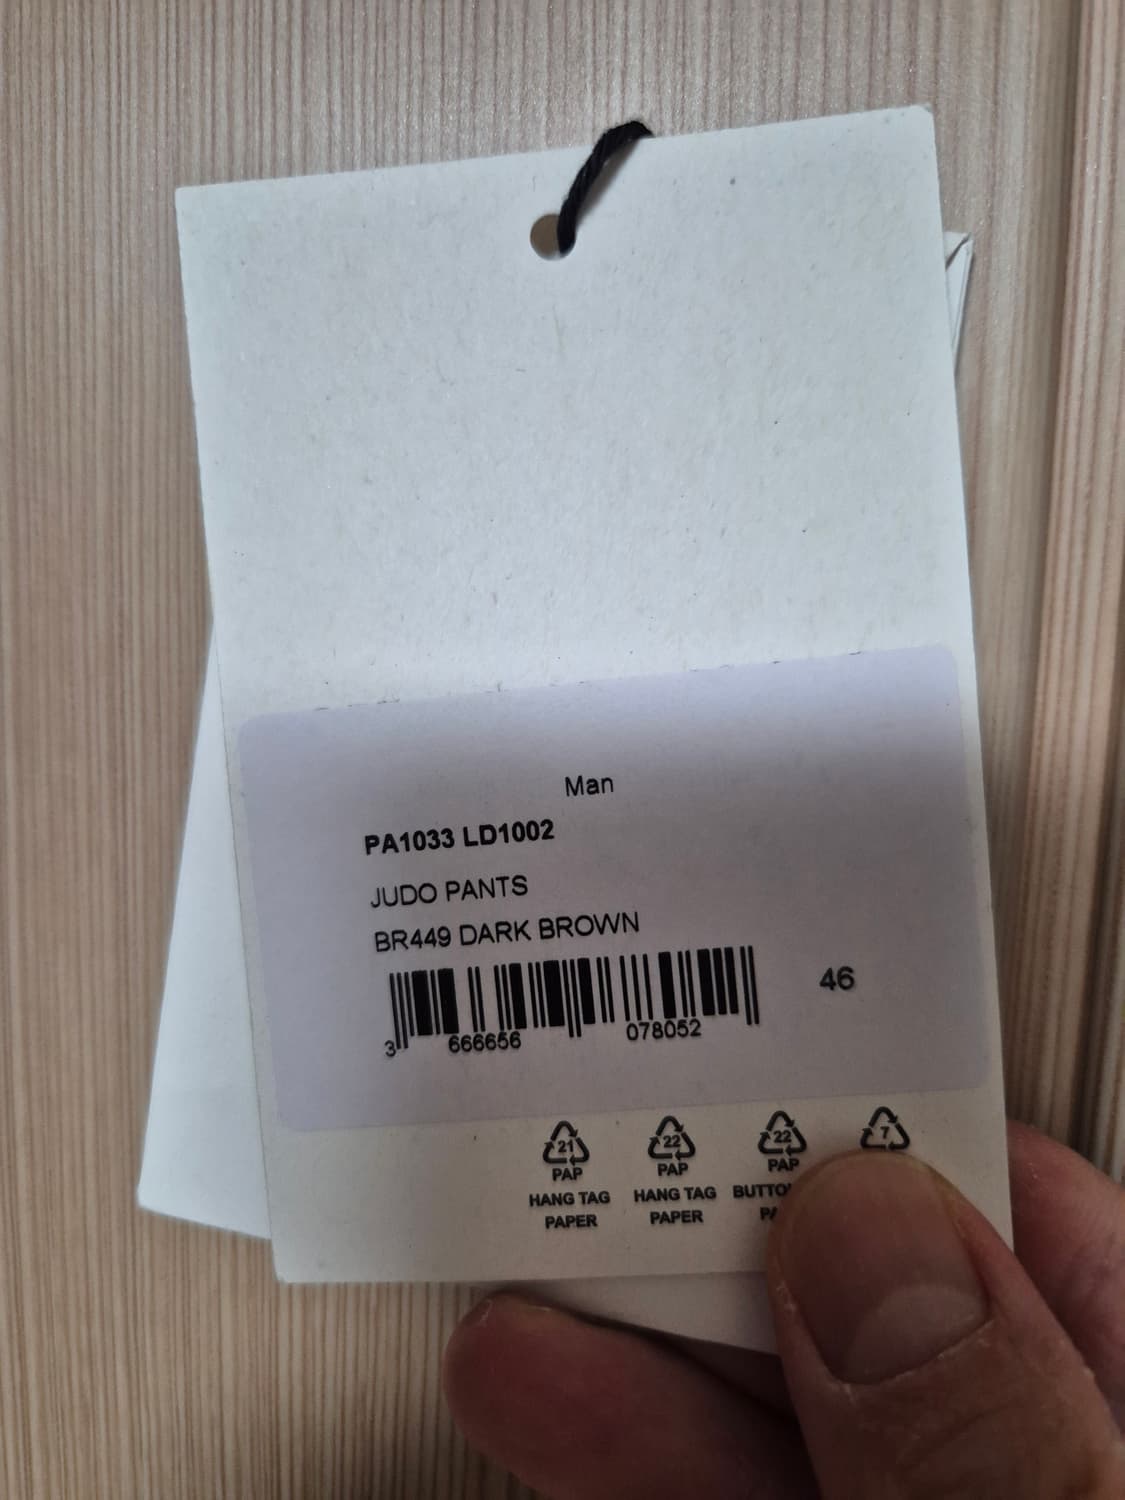 Man
PA1033 LD1002
JUDO PANTS
BR449 DARK BROWN
46
3 666656 078052
21 22 22 7
PAP PAP PAP
HANG TAG HANG TAG
PAPER PAPER